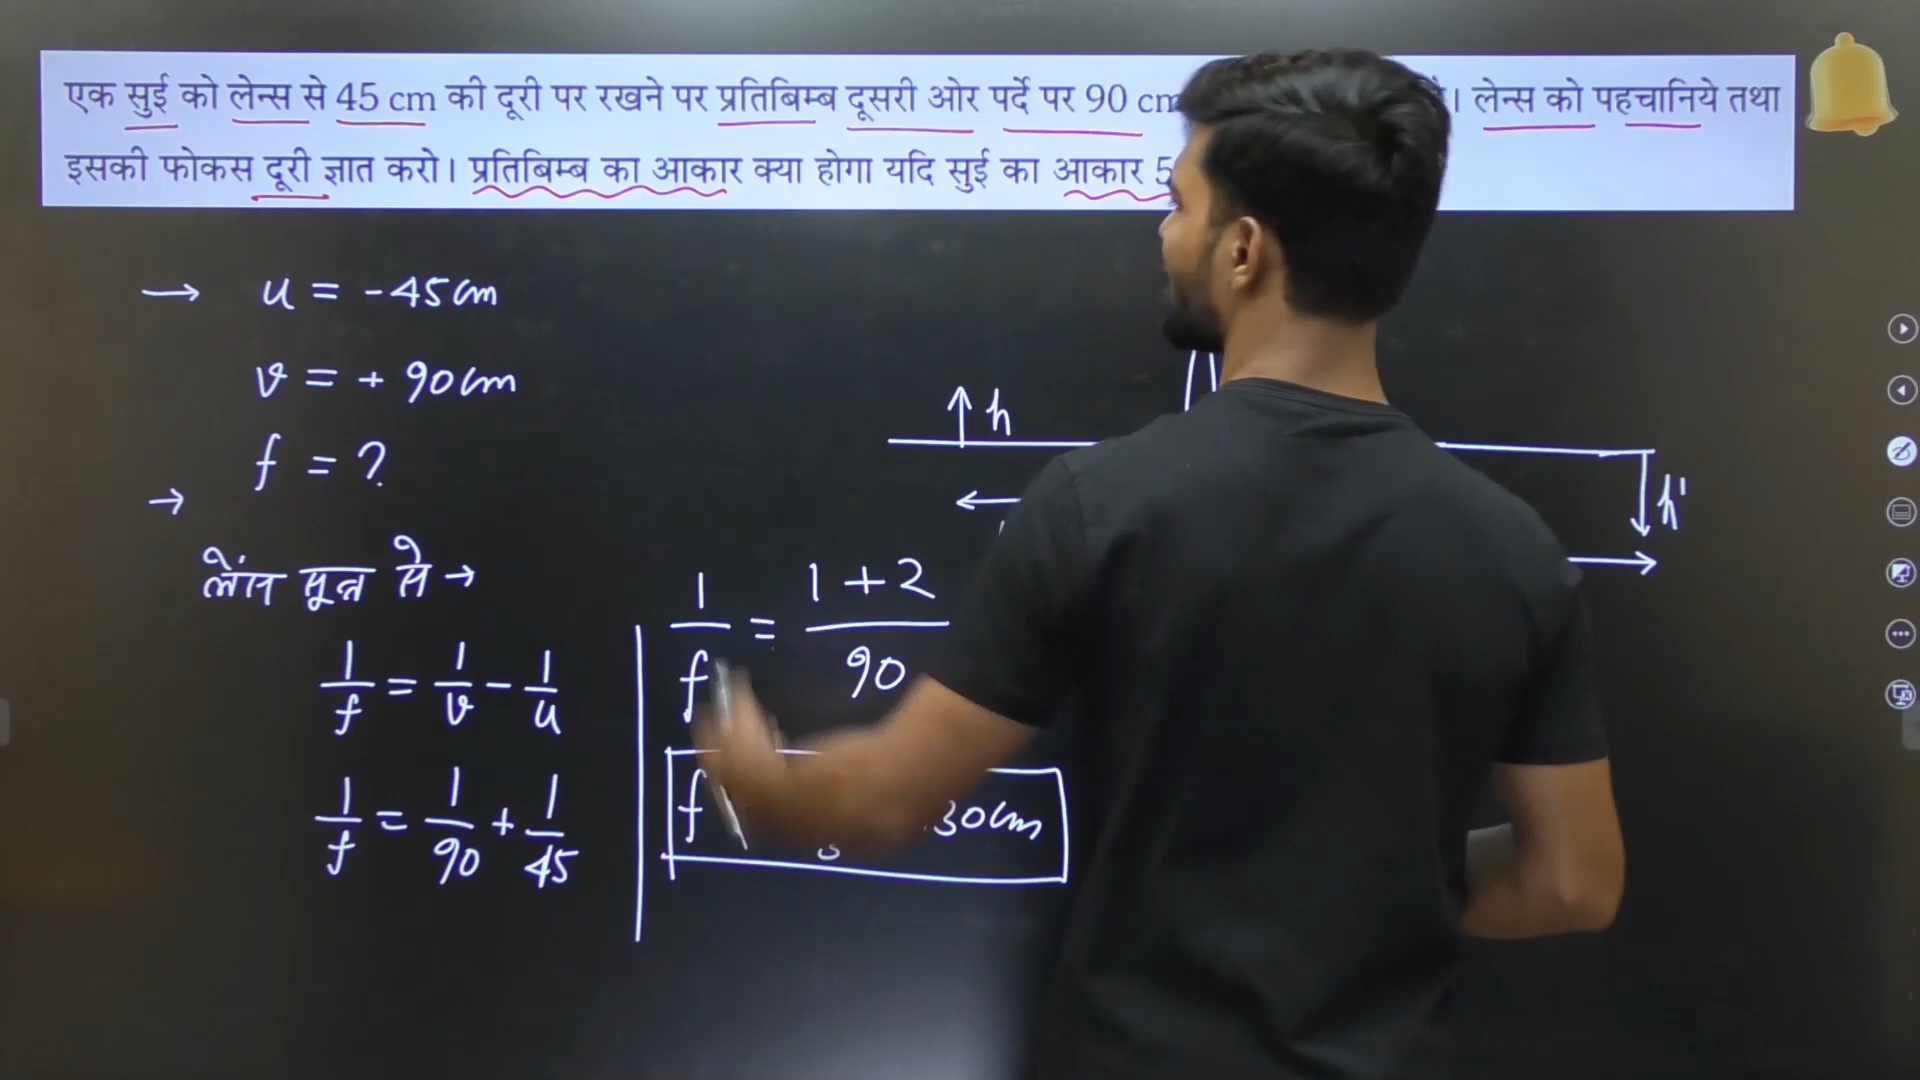 एक सुई को लेन्स से 45 cm की दूरी पर रखने पर प्रतिबिम्ब दूसरी ओर पर्दे पर 90 cm । लेन्स को पहचानिये तथा
इसकी फोकस दूरी ज्ञात करो। प्रतिबिम्ब का आकार क्या होगा यदि सुई का आकार 5
→ u = -45cm
v = + 90cm
f = ?
→
लेंस सूत्र से →
1/f = 1/v - 1/u
1/f = 1/90 + 1/45
1/f = 1+2/90
f 30cm
h
h'